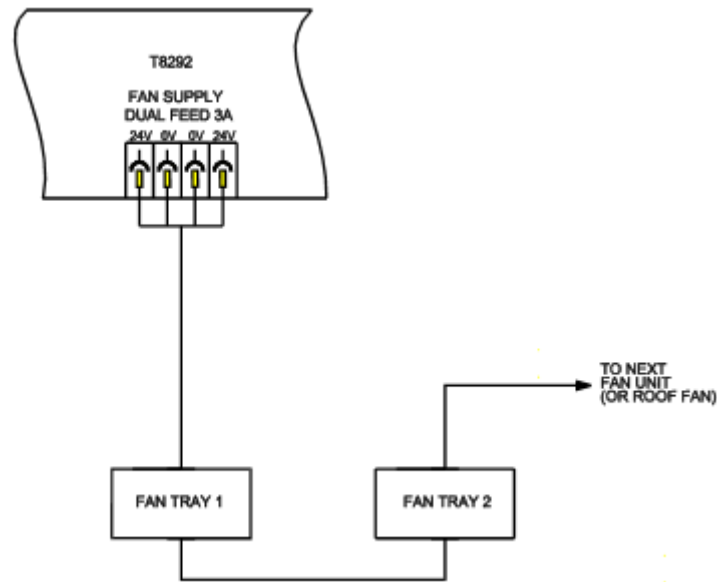 T8292
FAN SUPPLY
DUAL FEED 3A
24V 0V 0V 24V
TO NEXT
FAN UNIT
(OR ROOF FAN)
FAN TRAY 1
FAN TRAY 2